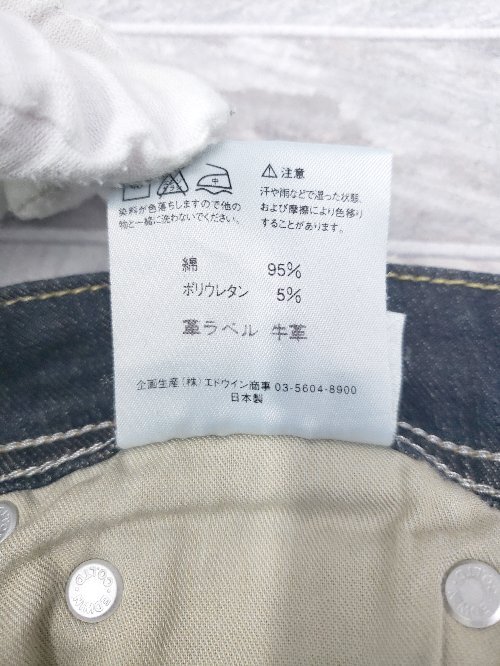 中
⚠注意
染料が色落ちしますので他の
物と一緒に洗わないでください。
汗や雨などで湿った状態、
および摩擦により色移り
することがあります。
綿 95%
ポリウレタン 5%
革ラベル 牛革
企画生産(株)エドウイン商事 03-5604-8900
日本製
EDWIN CO.LTD